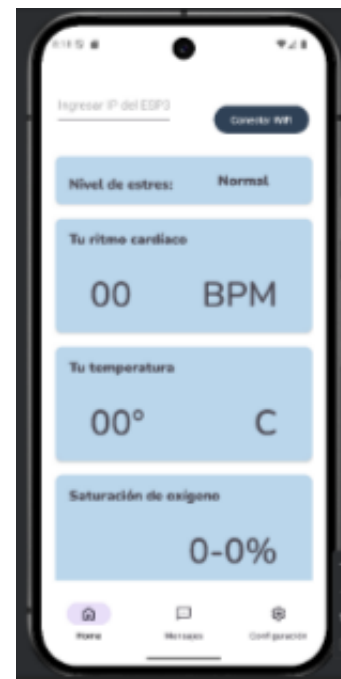 Ingresar IP del ESP3
Conectar WiFi
Nivel de estres: Normal
Tu ritmo cardiaco
00 BPM
Tu temperatura
00° C
Saturación de oxigeno
0-0%
Home Mensajes Configuración